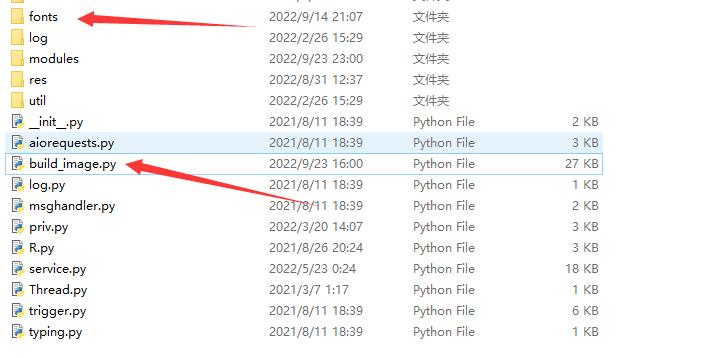 fonts 2022/9/14 21:07 文件夹
log 2022/2/26 15:29 文件夹
modules 2022/9/23 23:00 文件夹
res 2022/8/31 12:37 文件夹
util 2022/2/26 15:29 文件夹
__init__.py 2021/8/11 18:39 Python File 2 KB
aiorequests.py 2021/8/11 18:39 Python File 3 KB
build_image.py 2022/9/23 16:00 Python File 27 KB
log.py 2021/8/11 18:39 Python File 1 KB
msghandler.py 2021/8/11 18:39 Python File 2 KB
priv.py 2022/3/20 14:07 Python File 3 KB
R.py 2021/8/26 20:24 Python File 3 KB
service.py 2022/5/23 0:24 Python File 18 KB
Thread.py 2021/3/7 1:17 Python File 1 KB
trigger.py 2021/8/11 18:39 Python File 6 KB
typing.py 2021/8/11 18:39 Python File 1 KB